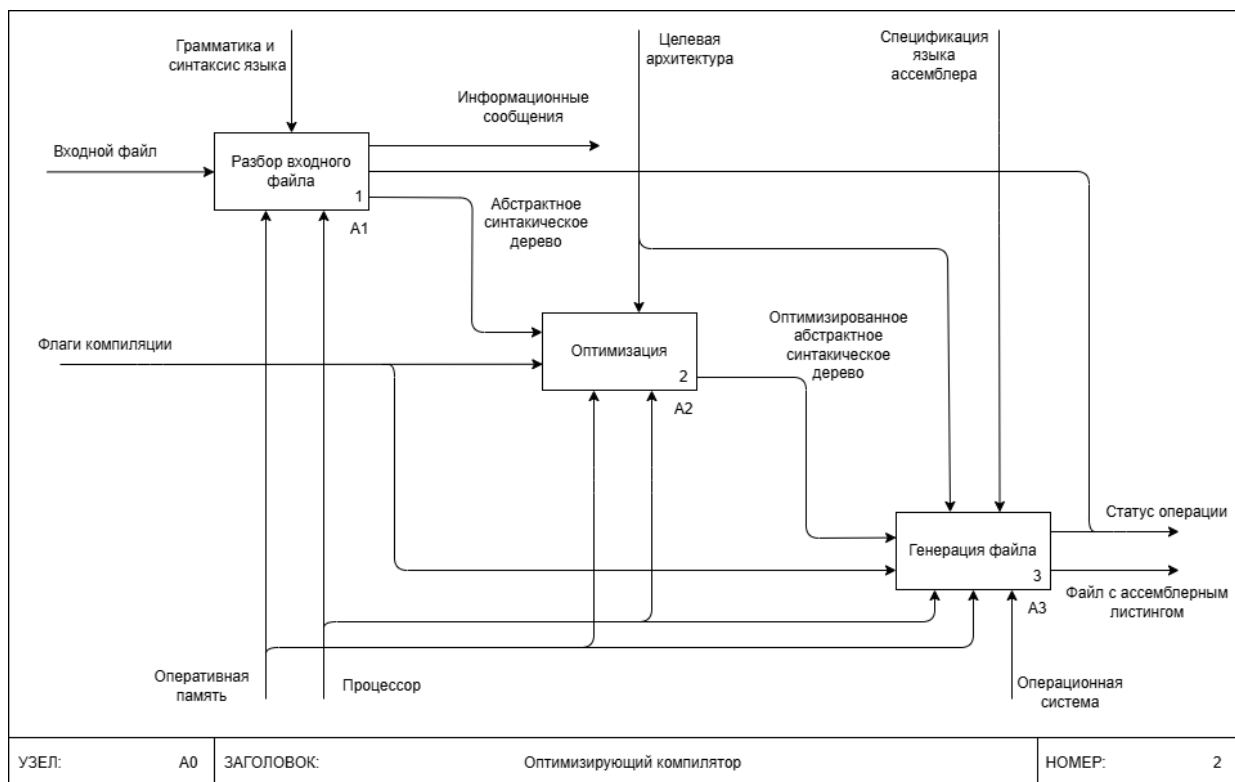 Грамматика и
синтаксис языка
Целевая
архитектура
Спецификация
языка
ассемблера
Информационные
сообщения
Входной файл
Разбор входного
файла
1
A1
Абстрактное
синтакическое
дерево
Флаги компиляции
Оптимизация
2
A2
Оптимизированное
абстрактное
синтакическое
дерево
Генерация файла
3
A3
Статус операции
Файл с ассемблерным
листингом
Оперативная
память
Процессор
Операционная
система
УЗЕЛ: A0 ЗАГОЛОВОК: Оптимизирующий компилятор НОМЕР: 2